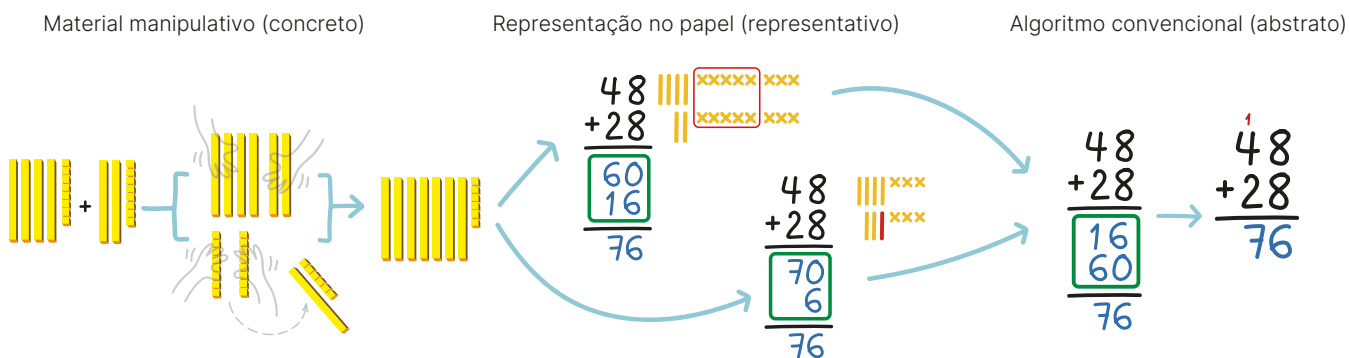 Material manipulativo (concreto)
Representação no papel (representativo)
Algoritmo convencional (abstrato)
+
48
+28
60
16
76
xxxxx xxx
xxxxx xxx
48
+28
70
6
76
xxx
xxx
48
+28
16
60
76
1
48
+28
76